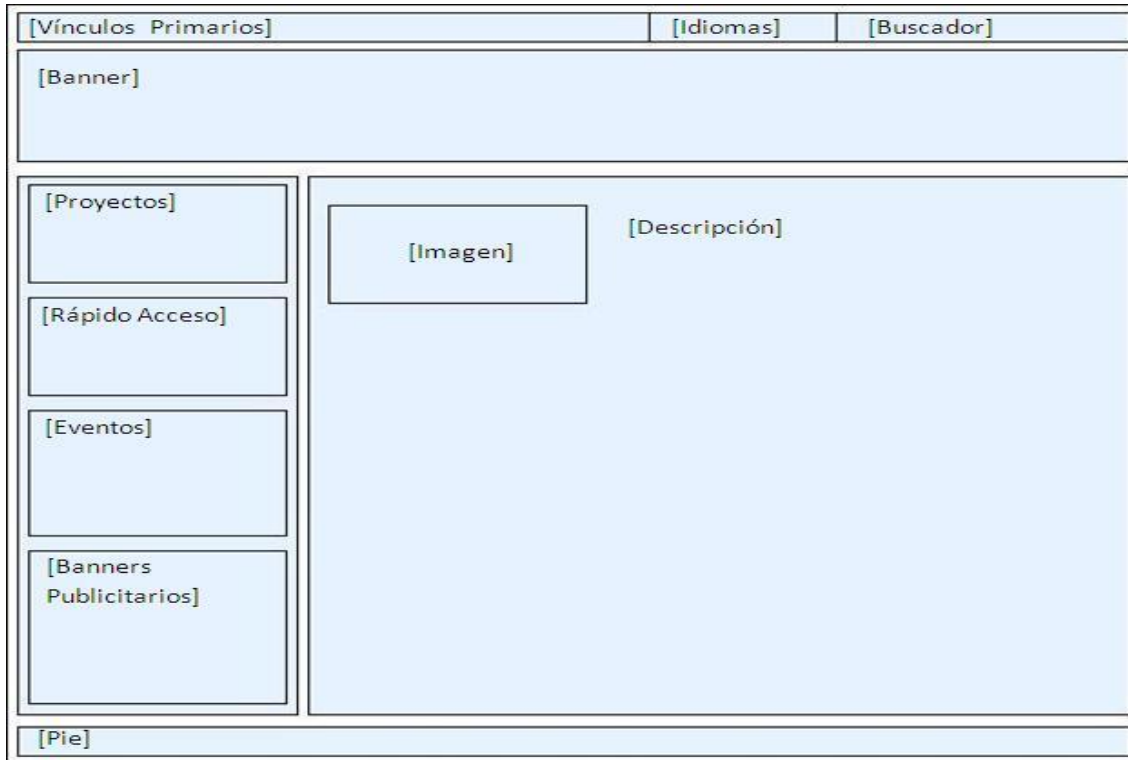 [Vínculos Primarios] [Idiomas] [Buscador]
[Banner]
[Proyectos]
[Rápido Acceso]
[Eventos]
[Banners
Publicitarios]
[Imagen]
[Descripción]
[Pie]